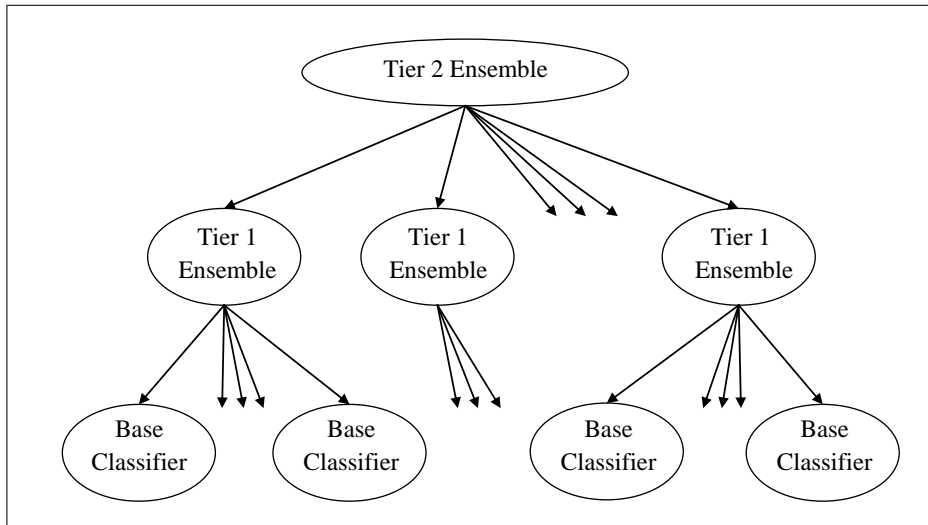 Tier 2 Ensemble
Tier 1
Ensemble
Tier 1
Ensemble
Tier 1
Ensemble
Base
Classifier
Base
Classifier
Base
Classifier
Base
Classifier